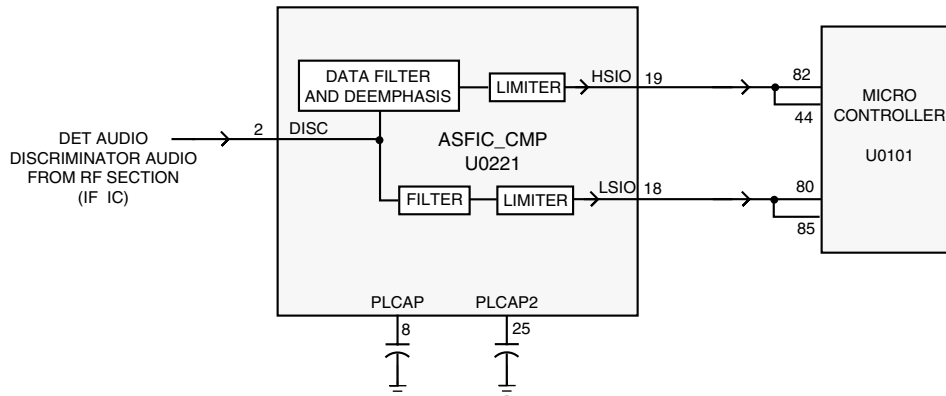 DATA FILTER
AND DEEMPHASIS
LIMITER
HSIO
19
82
44
MICRO
CONTROLLER
U0101
DET AUDIO
DISCRIMINATOR AUDIO
FROM RF SECTION
(IF IC)
2
DISC
ASFIC_CMP
U0221
FILTER
LIMITER
LSIO
18
80
85
PLCAP
8
PLCAP2
25